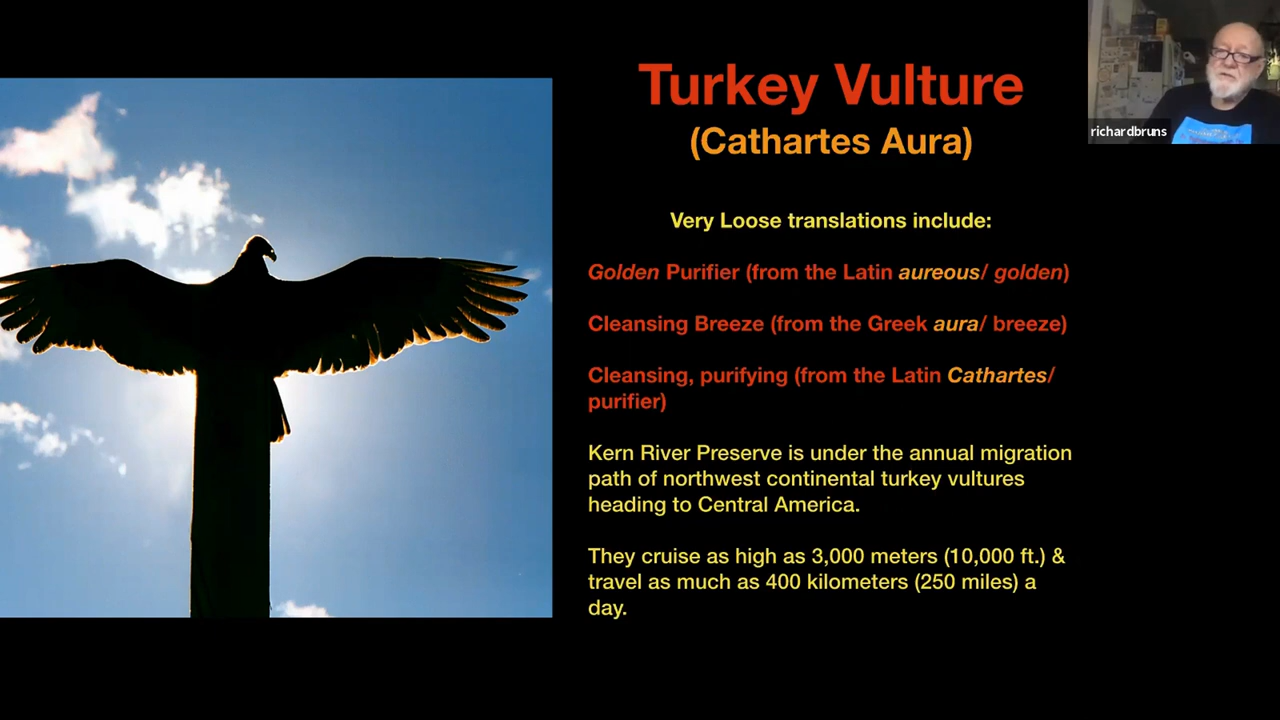 Turkey Vulture
(Cathartes Aura)
richardbruns
Very Loose translations include:
Golden Purifier (from the Latin aureous/ golden)
Cleansing Breeze (from the Greek aura/ breeze)
Cleansing, purifying (from the Latin Cathartes/
purifier)
Kern River Preserve is under the annual migration
path of northwest continental turkey vultures
heading to Central America.
They cruise as high as 3,000 meters (10,000 ft.) &
travel as much as 400 kilometers (250 miles) a
day.